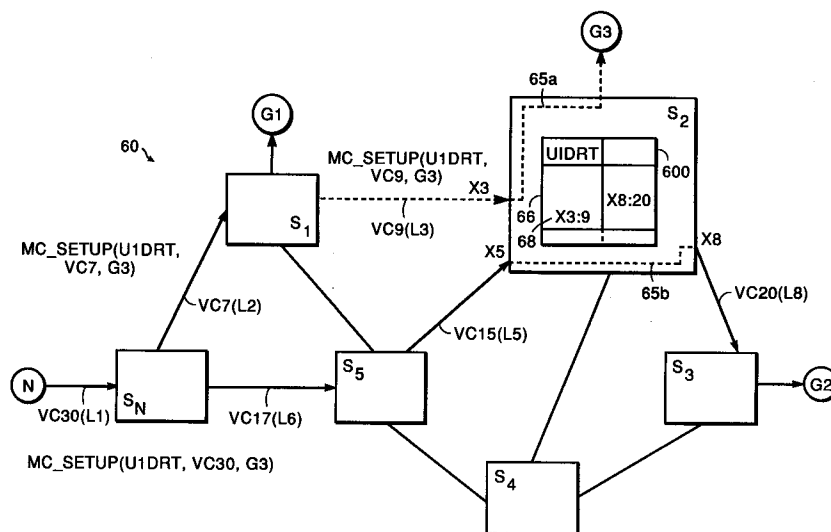 G3
65a
G1
S2
60
MC_SETUP(U1DRT,
VC9, G3)
X3
UIDRT
600
66
X8:20
68
X3:9
S1
VC9(L3)
X5
X8
MC_SETUP(U1DRT,
VC7, G3)
65b
VC7(L2)
VC20(L8)
VC15(L5)
N
SN
S5
S3
G2
VC30(L1)
VC17(L6)
MC_SETUP(U1DRT, VC30, G3)
S4